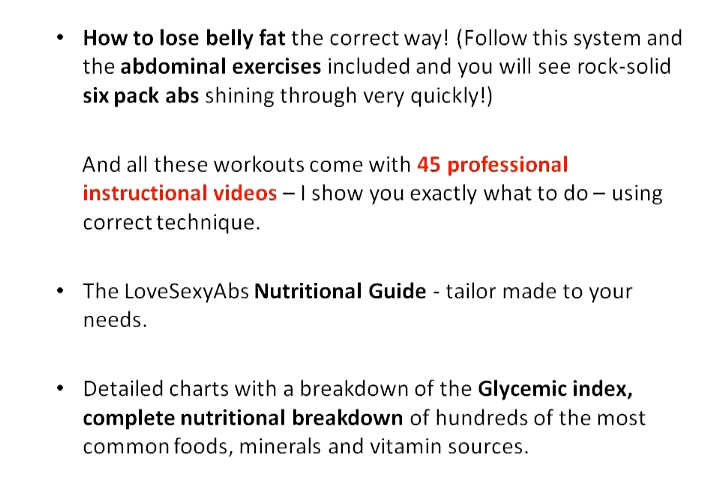 • How to lose belly fat the correct way! (Follow this system and
the abdominal exercises included and you will see rock-solid
six pack abs shining through very quickly!)
And all these workouts come with 45 professional
instructional videos – I show you exactly what to do – using
correct technique.
• The LoveSexyAbs Nutritional Guide - tailor made to your
needs.
• Detailed charts with a breakdown of the Glycemic index,
complete nutritional breakdown of hundreds of the most
common foods, minerals and vitamin sources.